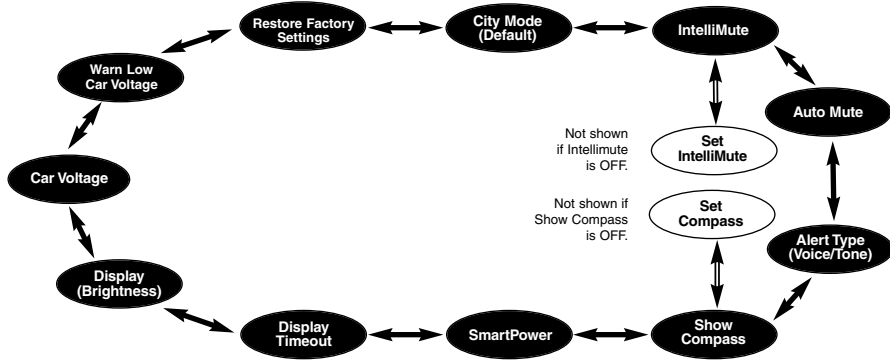 Restore Factory
Settings
City Mode
(Default)
IntelliMute
Warn Low
Car Voltage
Auto Mute
Not shown
if Intellimute
is OFF.
Set
IntelliMute
Car Voltage
Not shown if
Show Compass
is OFF.
Set
Compass
Alert Type
(Voice/Tone)
Display
(Brightness)
Display
Timeout
SmartPower
Show
Compass